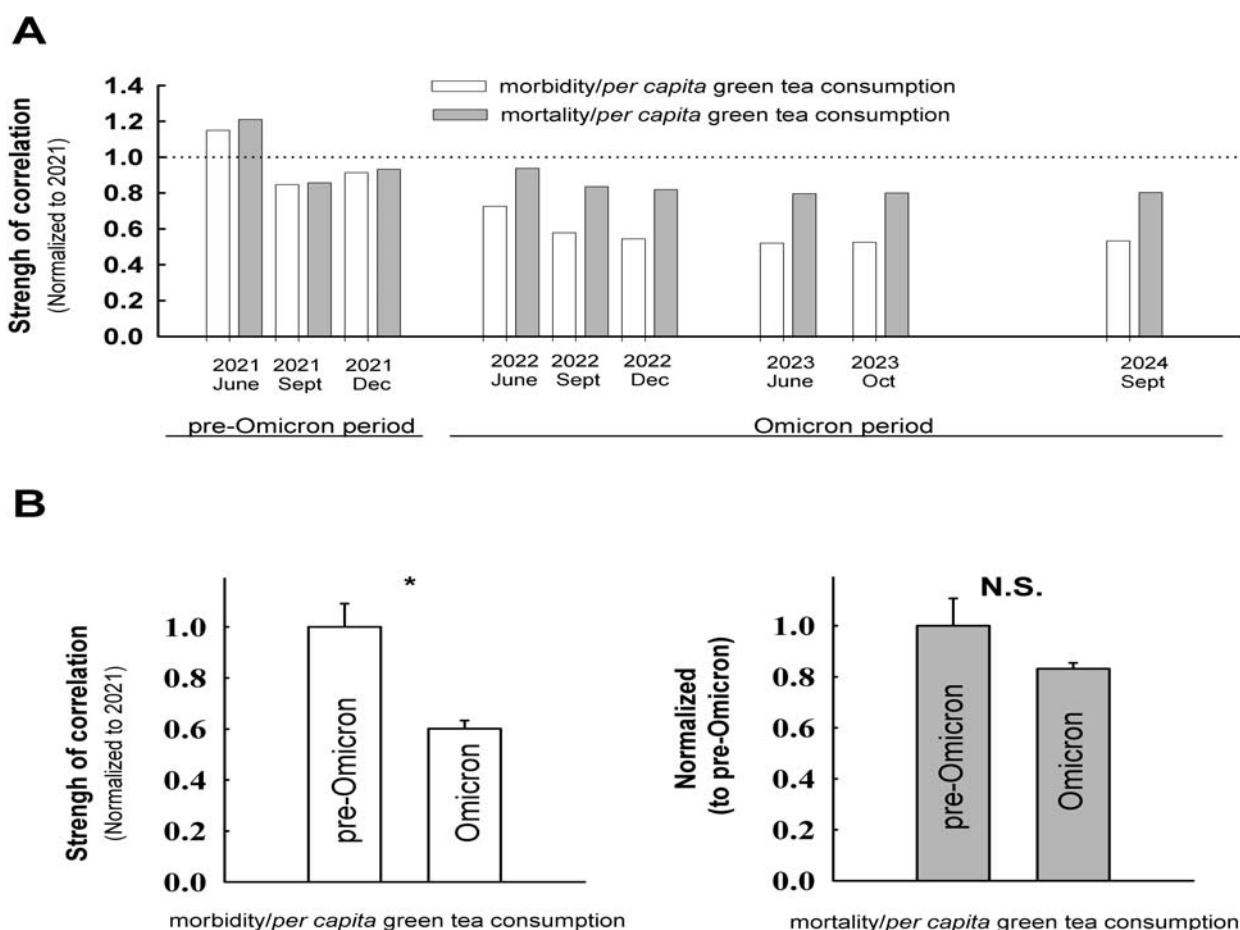 A
Strengh of correlation
(Normalized to 2021)
1.4
1.2
1.0
0.8
0.6
0.4
0.2
0.0
morbidity/per capita green tea consumption
mortality/per capita green tea consumption
2021 2021 2021 2022 2022 2022 2023 2023 2024
June Sept Dec June Sept Dec June Oct Sept
pre-Omicron period Omicron period
B
Strengh of correlation
(Normalized to 2021)
1.0
0.8
0.6
0.4
0.2
0.0
*
pre-Omicron
Omicron
morbidity/per capita green tea consumption
Normalized
(to pre-Omicron)
1.0
0.8
0.6
0.4
0.2
0.0
N.S.
pre-Omicron
Omicron
mortality/per capita green tea consumption